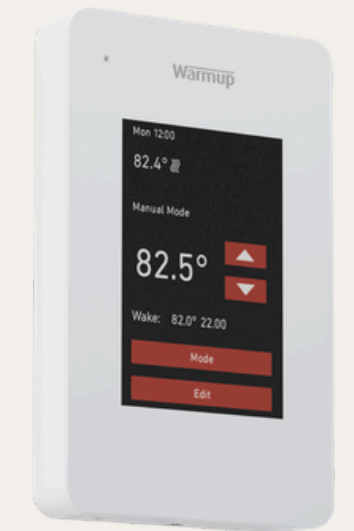 Warmup
Mon 12:00
82.4°
Manual Mode
82.5°
Wake: 82.0° 22.00
Mode
Edit